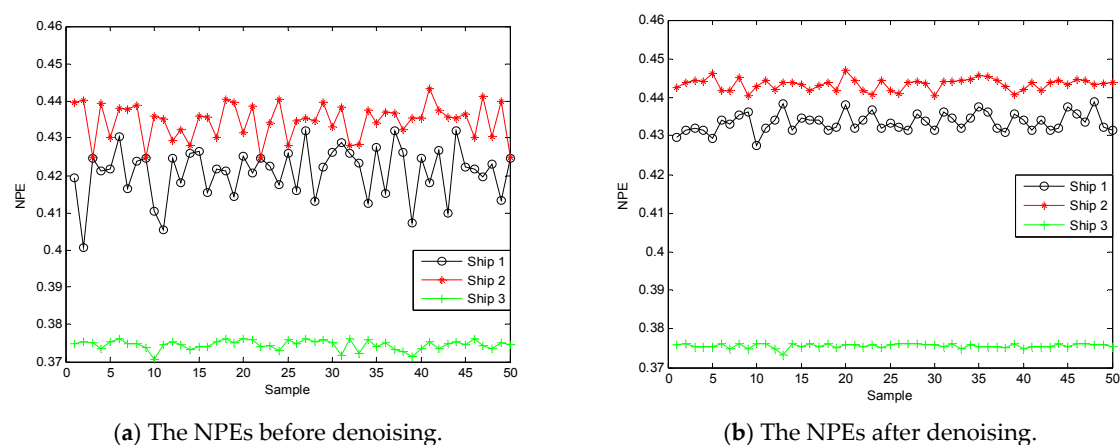 0.46
0.45
0.44
0.43
0.42
0.41
0.4
0.39
0.38
0.37
NPE
0 5 10 15 20 25 30 35 40 45 50
Sample
Ship 1
Ship 2
Ship 3
(a) The NPEs before denoising.
0.46
0.45
0.44
0.43
0.42
0.41
0.4
0.39
0.38
0.37
NPE
0 5 10 15 20 25 30 35 40 45 50
Sample
Ship 1
Ship 2
Ship 3
(b) The NPEs after denoising.